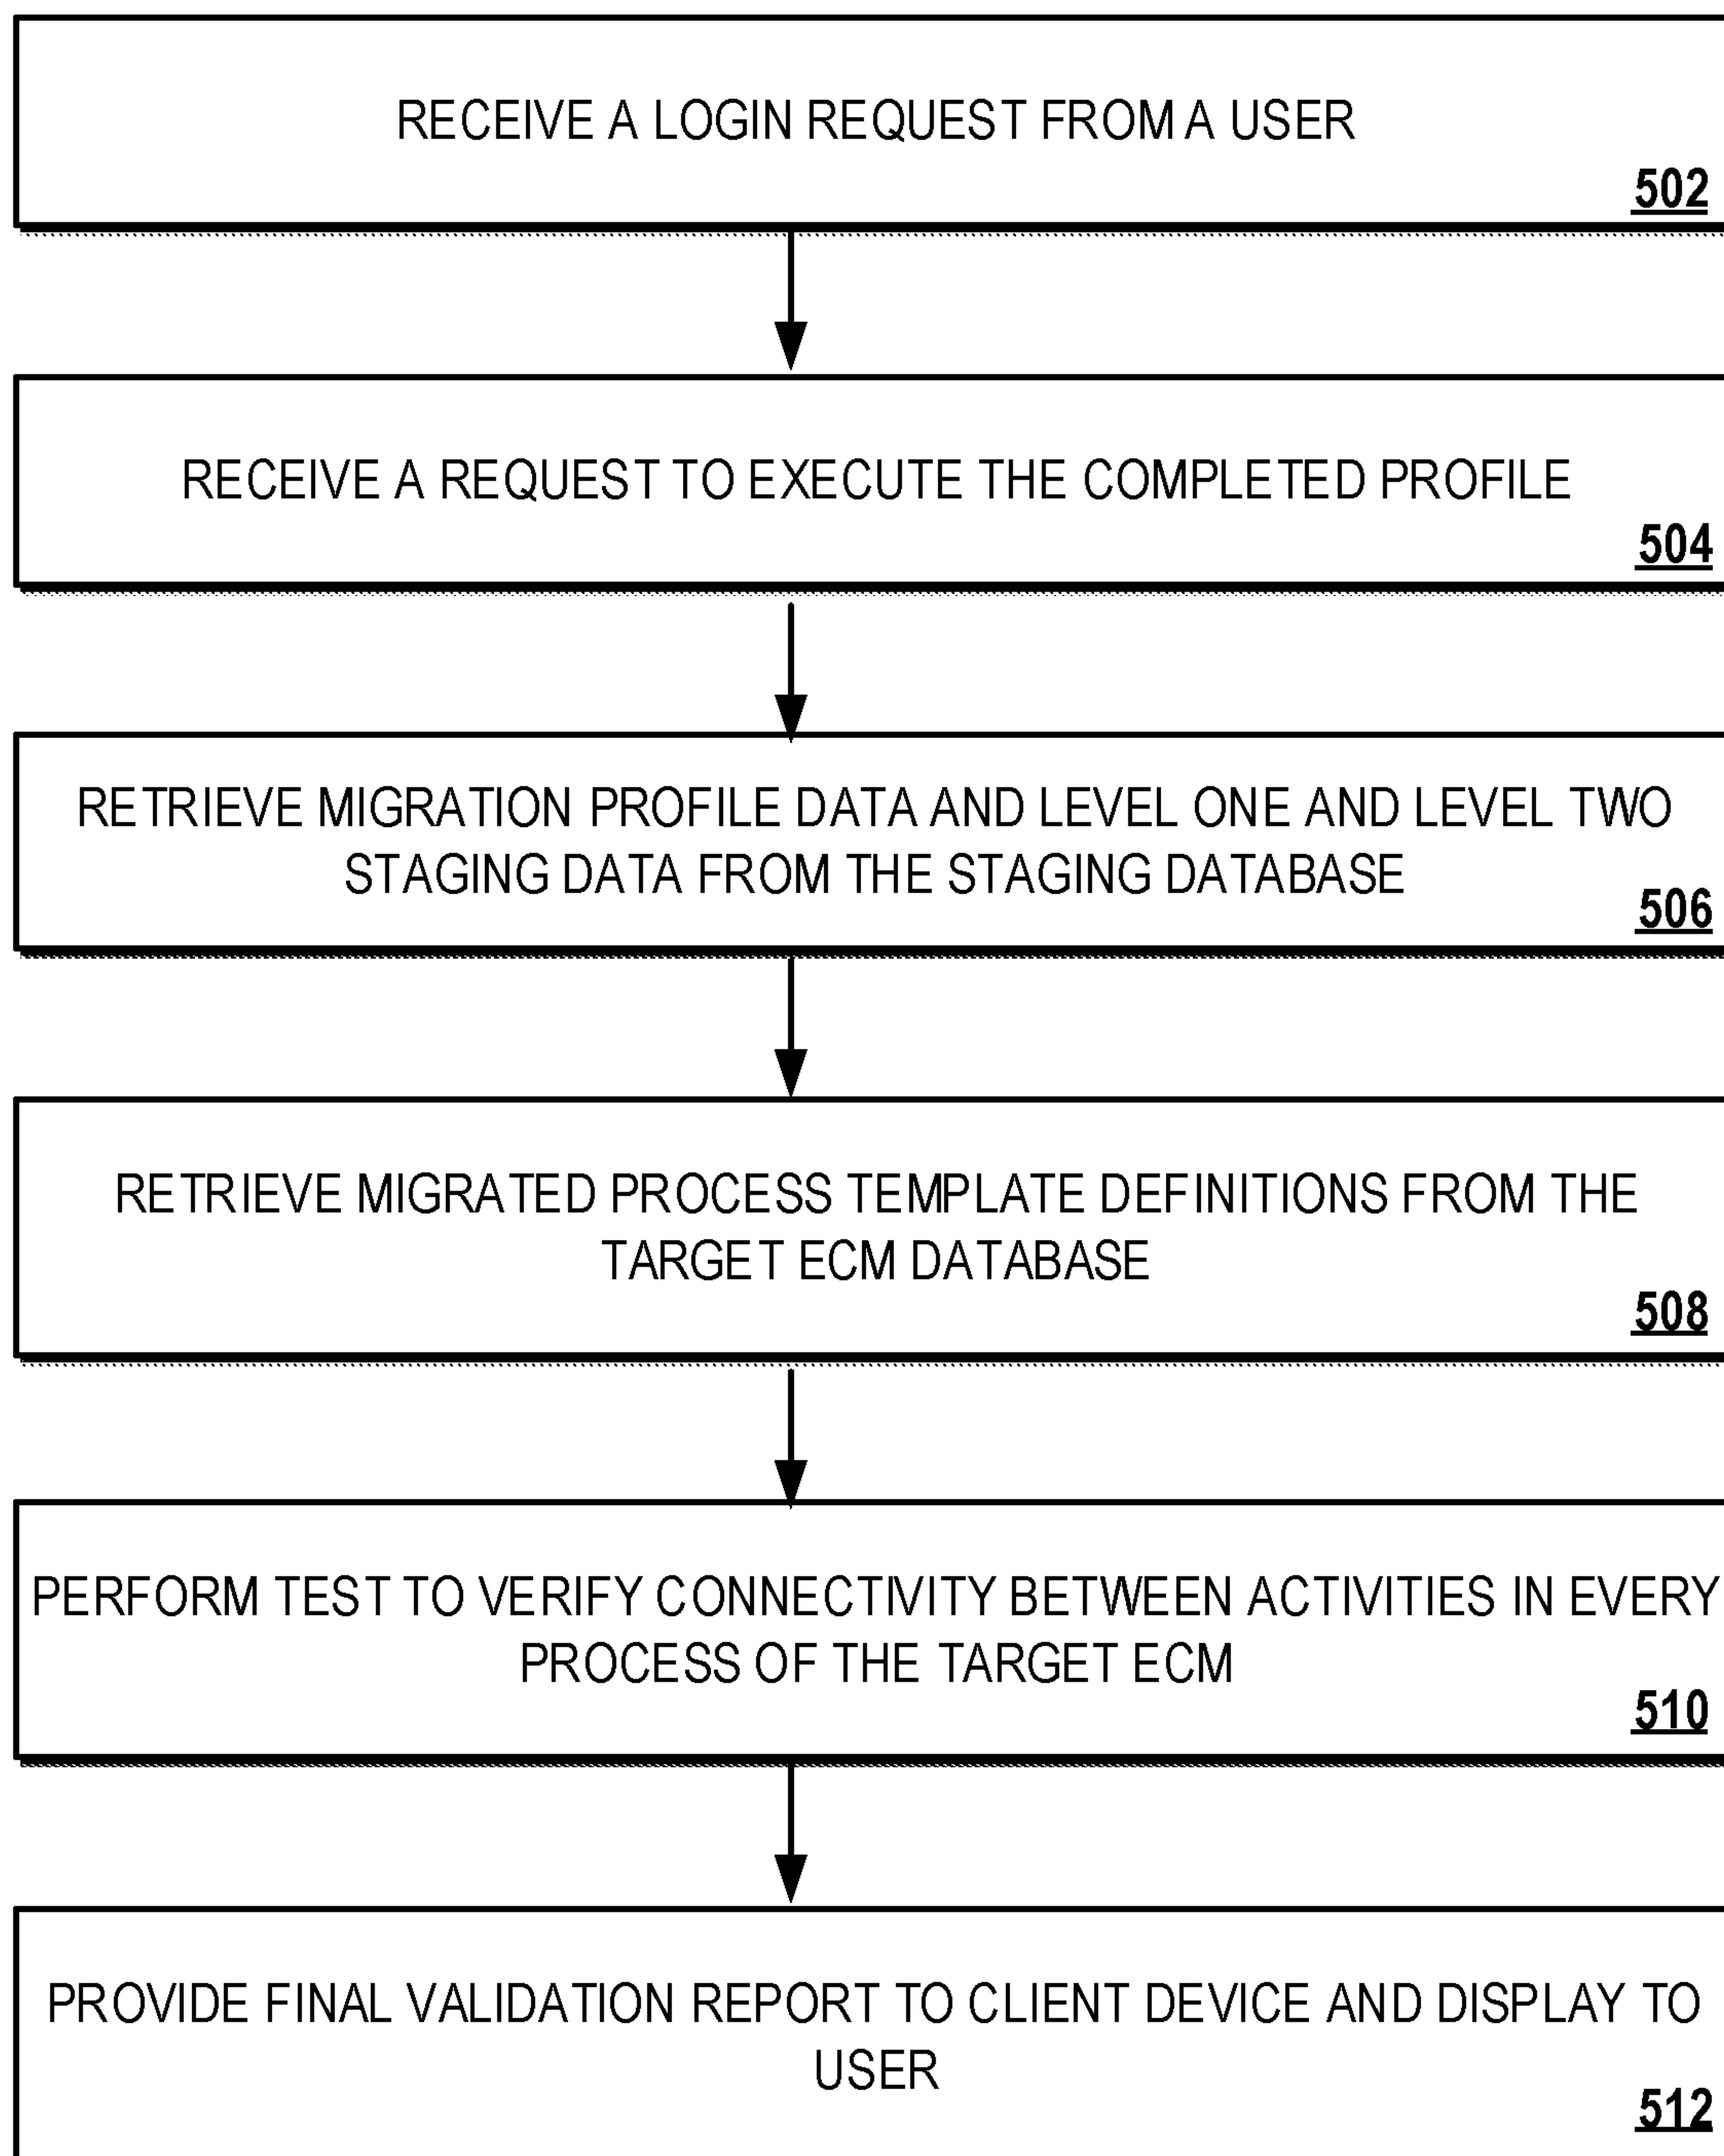 RECEIVE A LOGIN REQUEST FROM A USER
502
RECEIVE A REQUEST TO EXECUTE THE COMPLETED PROFILE
504
RETRIEVE MIGRATION PROFILE DATA AND LEVEL ONE AND LEVEL TWO
STAGING DATA FROM THE STAGING DATABASE
506
RETRIEVE MIGRATED PROCESS TEMPLATE DEFINITIONS FROM THE
TARGET ECM DATABASE
508
PERFORM TEST TO VERIFY CONNECTIVITY BETWEEN ACTIVITIES IN EVERY
PROCESS OF THE TARGET ECM
510
PROVIDE FINAL VALIDATION REPORT TO CLIENT DEVICE AND DISPLAY TO
USER
512